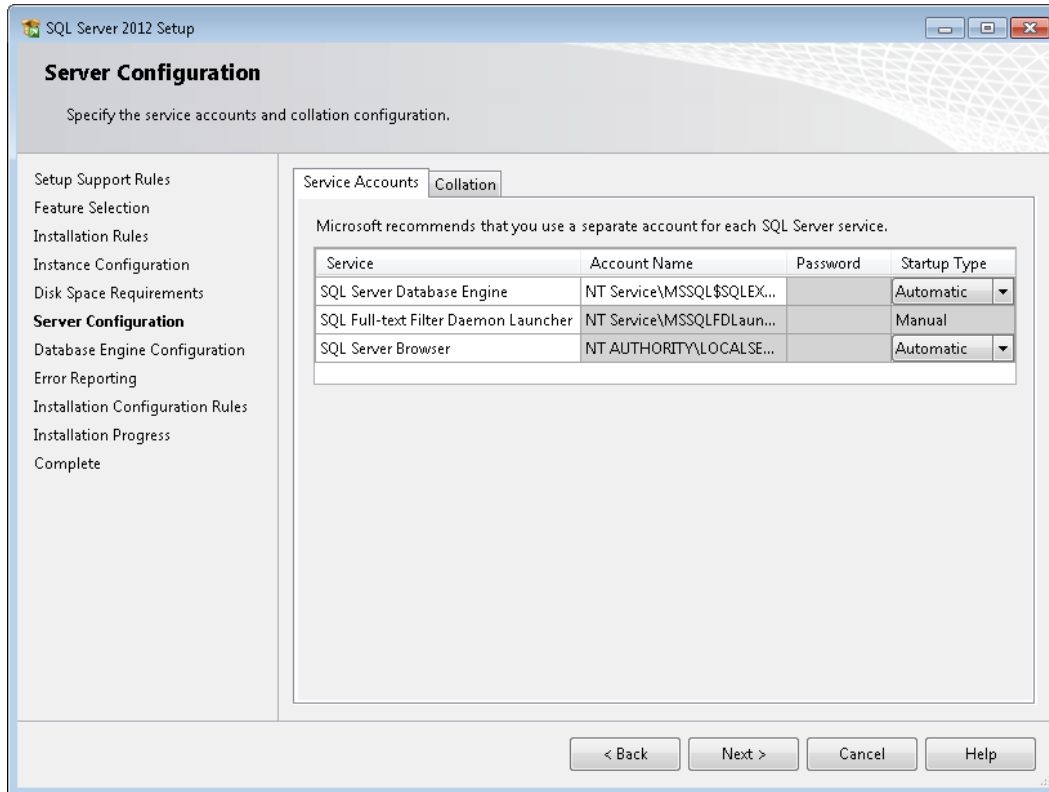 SQL Server 2012 Setup
Server Configuration
Specify the service accounts and collation configuration.
Setup Support Rules
Feature Selection
Installation Rules
Instance Configuration
Disk Space Requirements
Server Configuration
Database Engine Configuration
Error Reporting
Installation Configuration Rules
Installation Progress
Complete
Service Accounts Collation
Microsoft recommends that you use a separate account for each SQL Server service.
Service Account Name Password Startup Type
SQL Server Database Engine NT Service\MSSQL$SQLEX... Automatic
SQL Full-text Filter Daemon Launcher NT Service\MSSQLFDLaun... Manual
SQL Server Browser NT AUTHORITY\LOCALSE... Automatic
< Back Next > Cancel Help